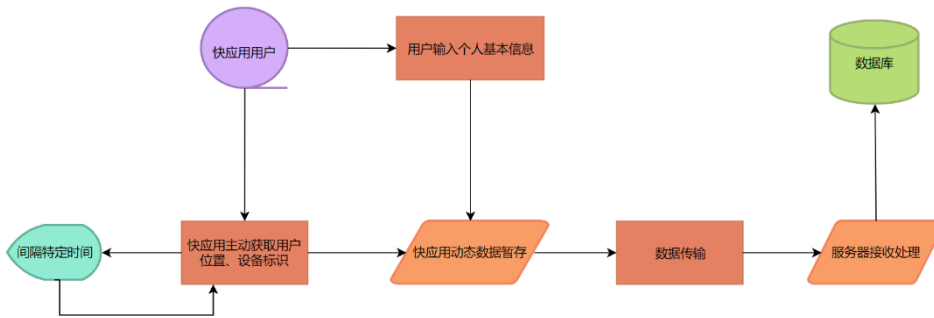 快应用用户
用户输入个人基本信息
数据库
间隔特定时间
快应用主动获取用户
位置、设备标识
快应用动态数据暂存
数据传输
服务器接收处理